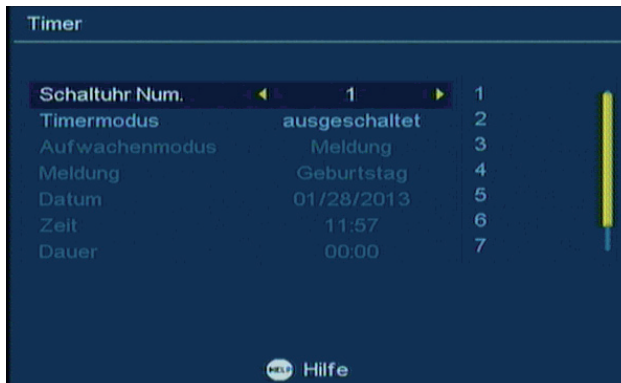 Timer
Schaltuhr Num. 1 1
Timermodus ausgeschaltet 2
Aufwachenmodus Meldung 3
Meldung Geburtstag 4
Datum 01/28/2013 5
Zeit 11:57 6
Dauer 00:00 7
HELP Hilfe